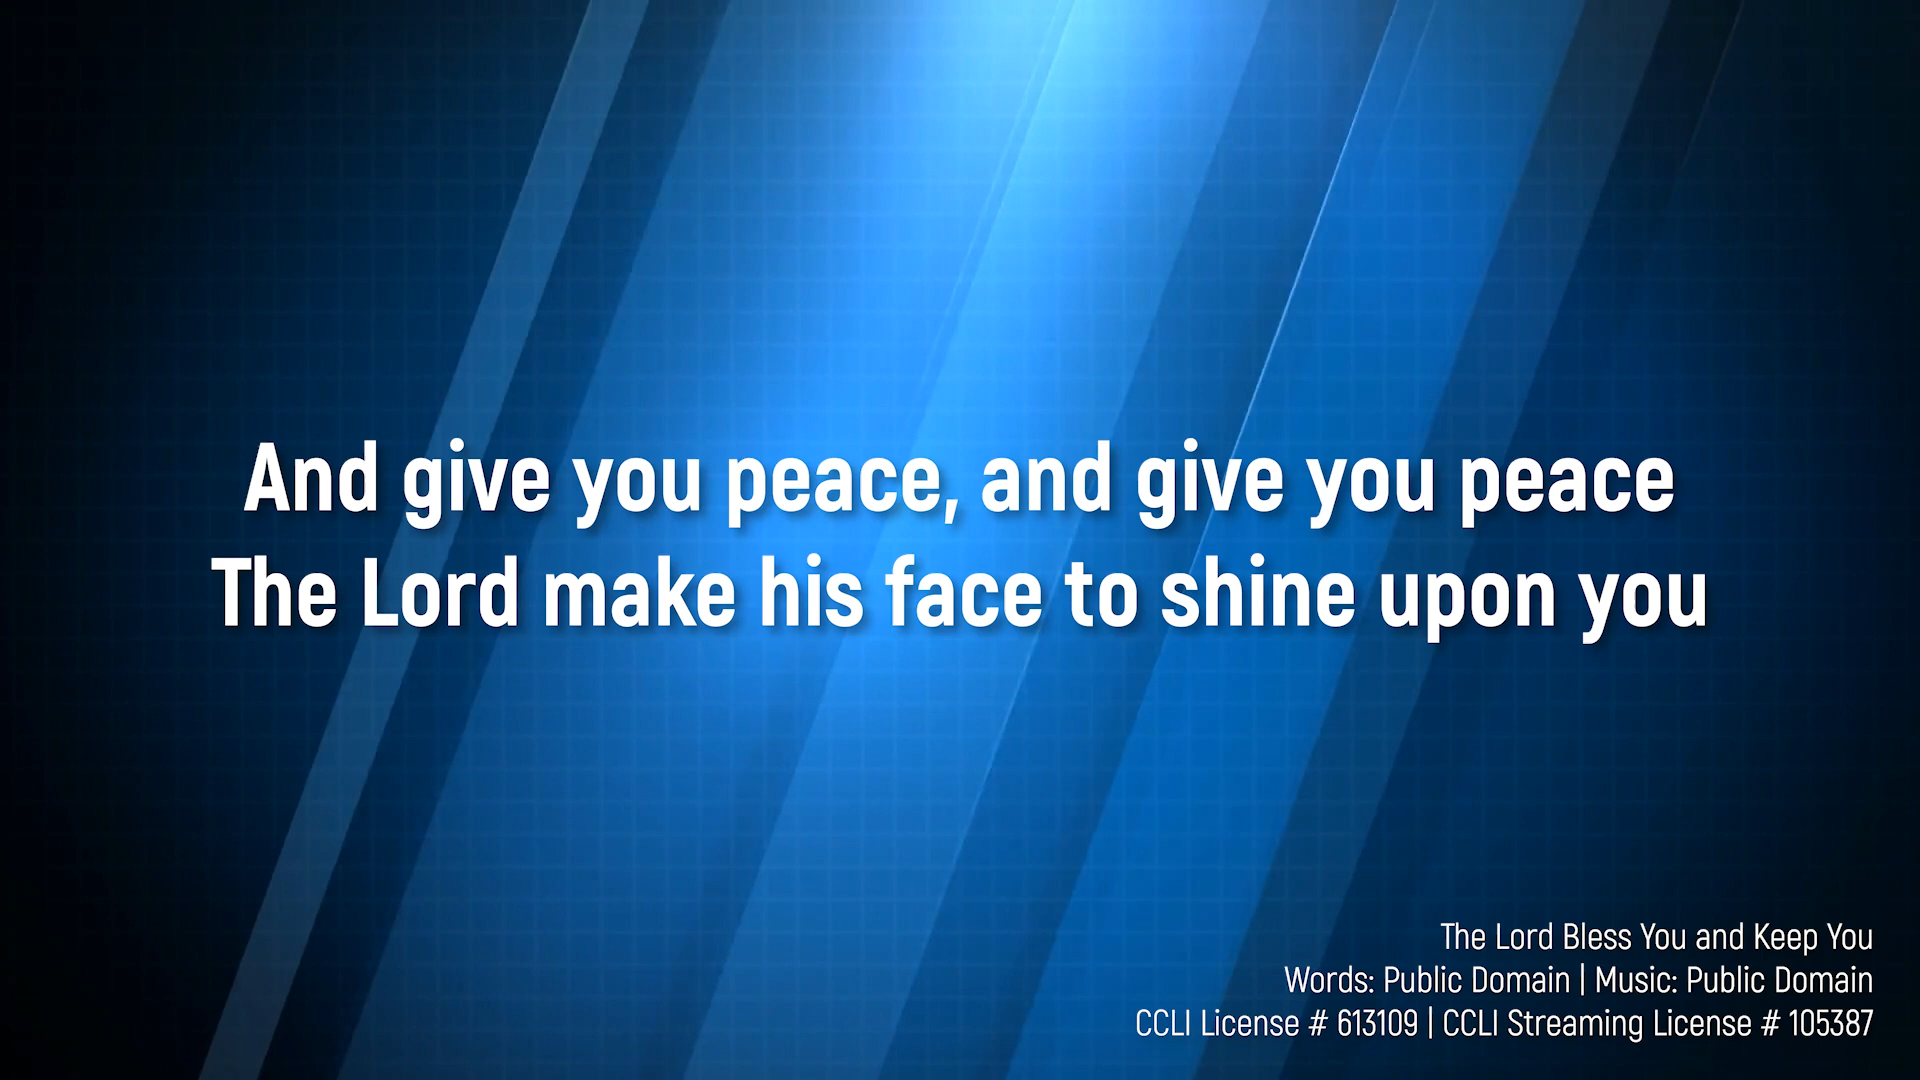 And give you peace, and give you peace
The Lord make his face to shine upon you
The Lord Bless You and Keep You
Words: Public Domain | Music: Public Domain
CCLI License # 613109 | CCLI Streaming License # 105387